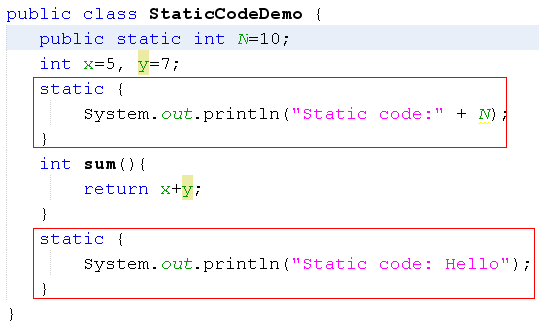 public class StaticCodeDemo {
    public static int N=10;
    int x=5, y=7;
    static {
        System.out.println("Static code:" + N);
    }
    int sum(){
        return x+y;
    }
    static {
        System.out.println("Static code: Hello");
    }
}